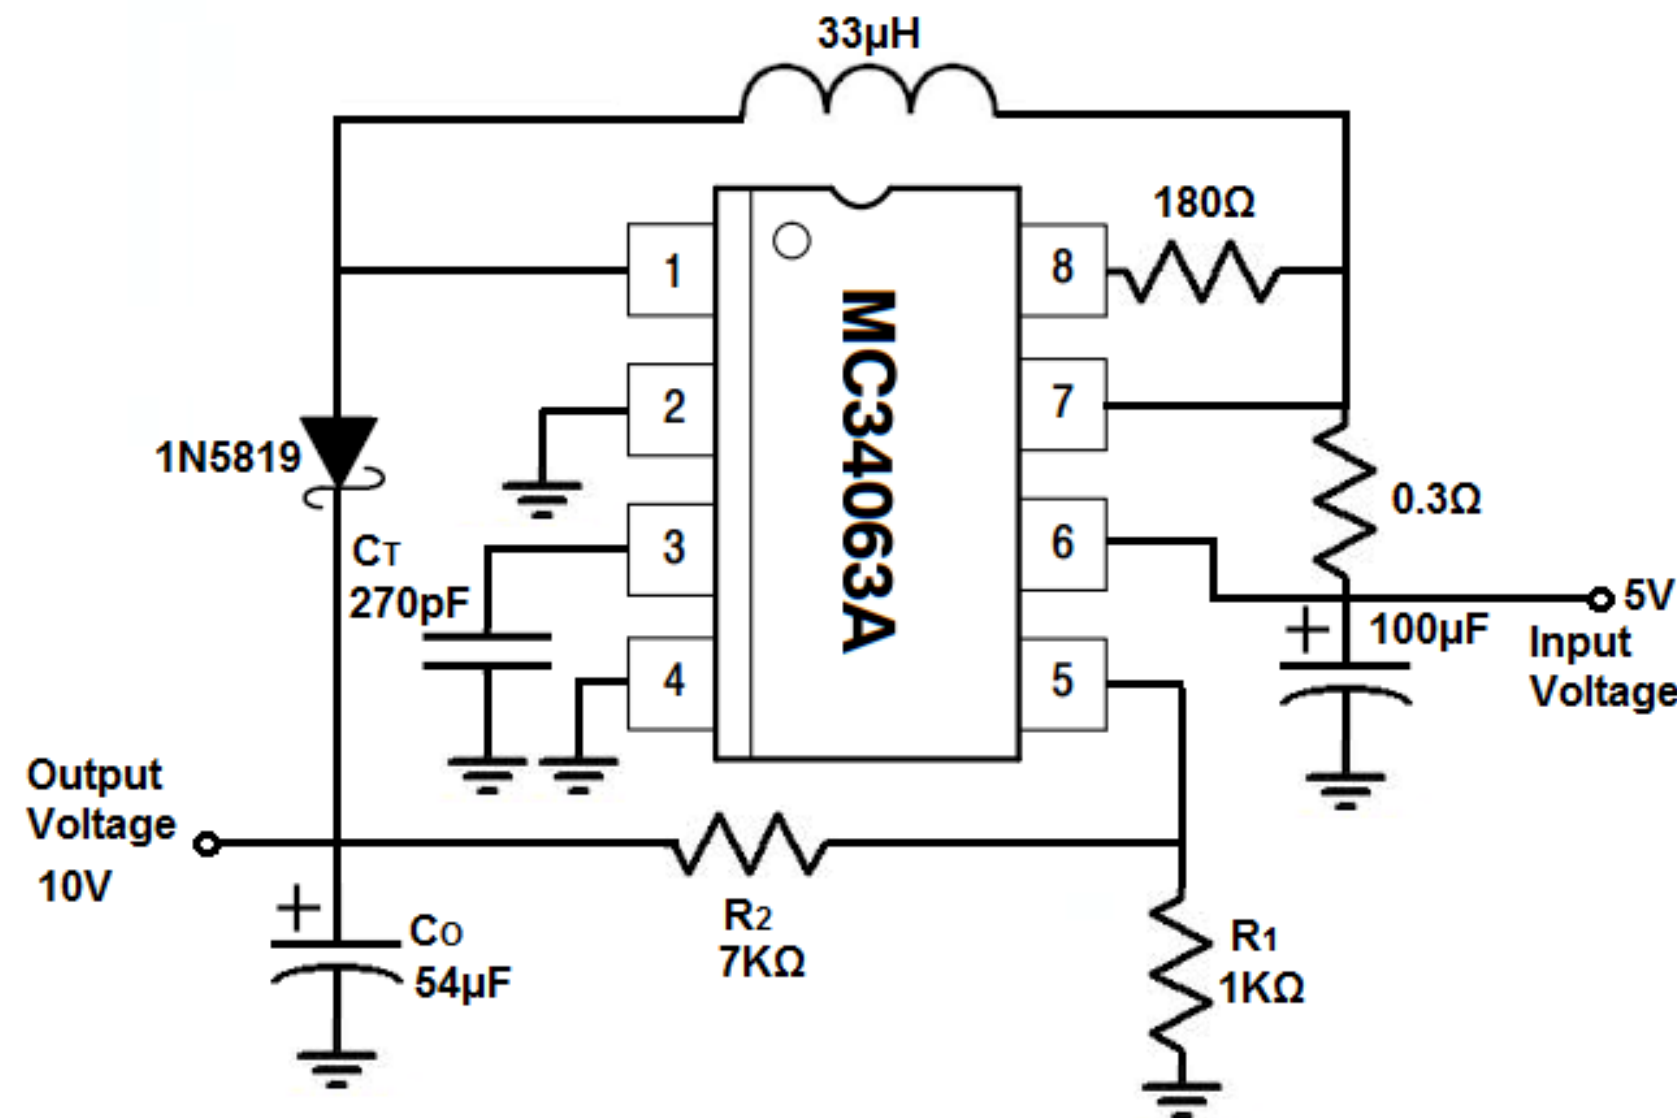 33µH
180Ω
1
8
MC34063A
2
7
1N5819
0.3Ω
CT
270pF
3
6
5V
+
100µF
Input
Voltage
4
5
Output
Voltage
10V
+
CO
54µF
R2
7KΩ
R1
1KΩ